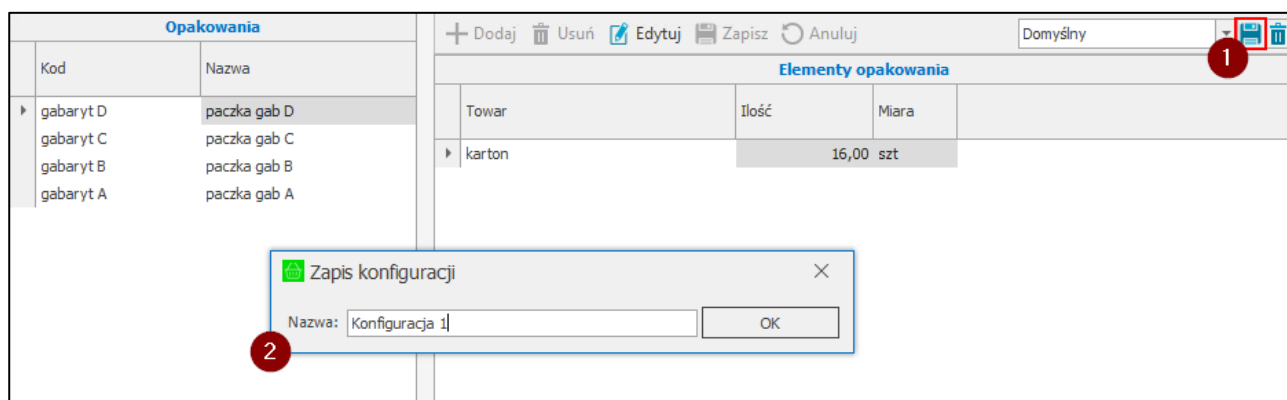 Opakowania
Kod Nazwa
gabaryt D paczka gab D
gabaryt C paczka gab C
gabaryt B paczka gab B
gabaryt A paczka gab A
Dodaj Usuń Edytuj Zapisz Anuluj Domyślny
1
Elementy opakowania
Towar Ilość Miara
karton 16,00 szt
Zapis konfiguracji
Nazwa: Konfiguracja 1 OK
2